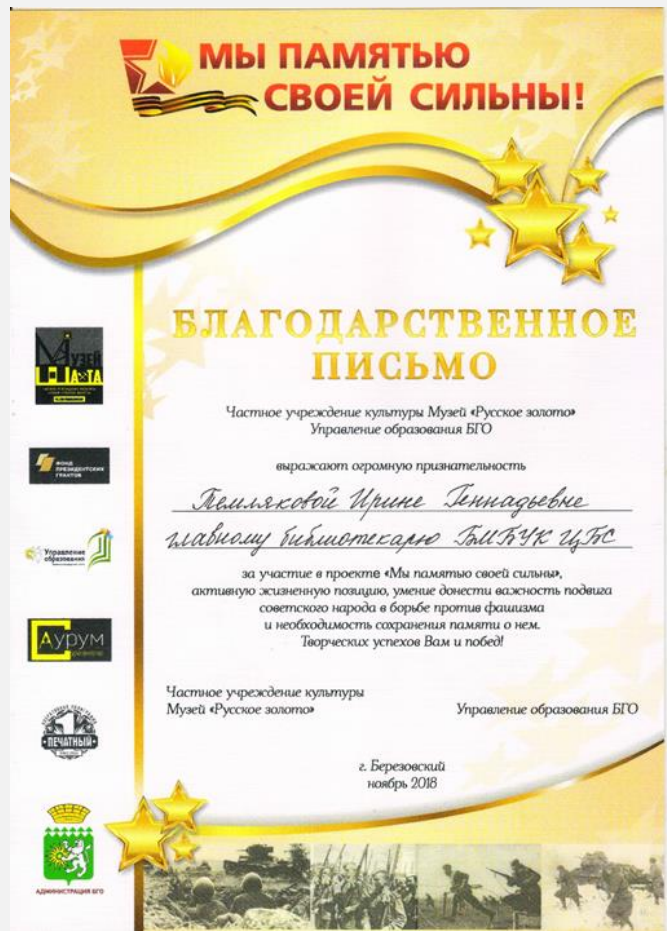 МЫ ПАМЯТЬЮ
СВОЕЙ СИЛЬНЫ!
БЛАГОДАРСТВЕННОЕ
ПИСЬМО
Частное учреждение культуры Музей «Русское золото»
Управление образования БГО
выражают огромную признательность
Темляковой Ирине Геннадьевне
главному библиотекарю БМБУК ЦБС
за участие в проекте «Мы памятью своей сильны»,
активную жизненную позицию, умение донести важность подвига
советского народа в борьбе против фашизма
и необходимость сохранения памяти о нем.
Творческих успехов Вам и побед!
Частное учреждение культуры
Музей «Русское золото»
Управление образования БГО
г. Березовский
ноябрь 2018
МУЗЕЙ
ШАХТА
ФОНД
ПРЕЗИДЕНТСКИХ
ГРАНТОВ
Управление
образования
Аурум
ПЕЧАТНЫЙ
АДМИНИСТРАЦИЯ БГО